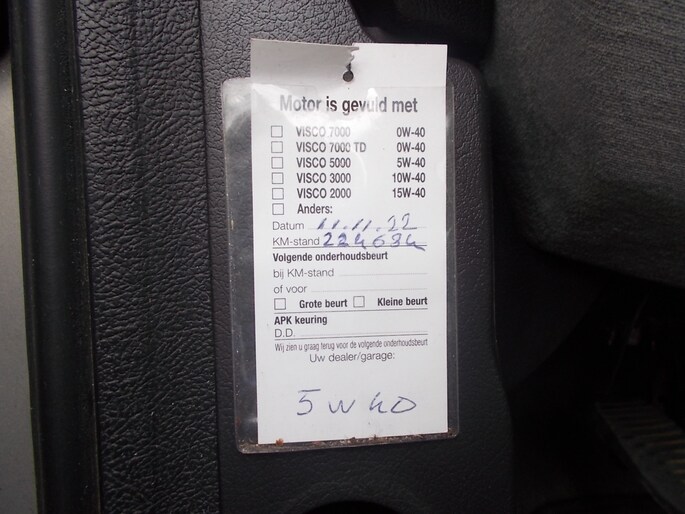 Motor is gevuld met
VISCO 7000 0W-40
VISCO 7000 TD 0W-40
VISCO 5000 5W-40
VISCO 3000 10W-40
VISCO 2000 15W-40
Anders:
Datum 11.11.22
KM-stand 224684
Volgende onderhoudsbeurt
bij KM-stand
of voor
Grote beurt Kleine beurt
APK keuring
D.D.
Wij zien u graag terug voor de volgende onderhoudsbeurt
Uw dealer/garage:
5 W 40